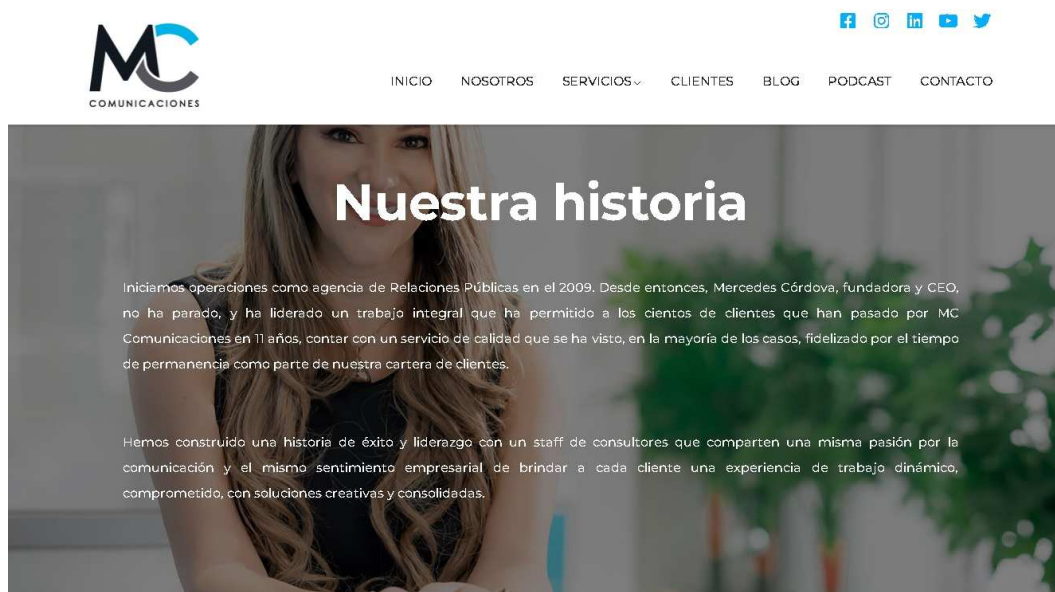 MC
COMUNICACIONES
INICIO NOSOTROS SERVICIOS CLIENTES BLOG PODCAST CONTACTO
Nuestra historia
Iniciamos operaciones como agencia de Relaciones Públicas en el 2009. Desde entonces, Mercedes Córdova, fundadora y CEO,
no ha parado, y ha liderado un trabajo integral que ha permitido a los cientos de clientes que han pasado por MC
Comunicaciones en 11 años, contar con un servicio de calidad que se ha visto, en la mayoría de los casos, fidelizado por el tiempo
de permanencia como parte de nuestra cartera de clientes.
Hemos construido una historia de éxito y liderazgo con un staff de consultores que comparten una misma pasión por la
comunicación y el mismo sentimiento empresarial de brindar a cada cliente una experiencia de trabajo dinámico,
comprometido, con soluciones creativas y consolidadas.